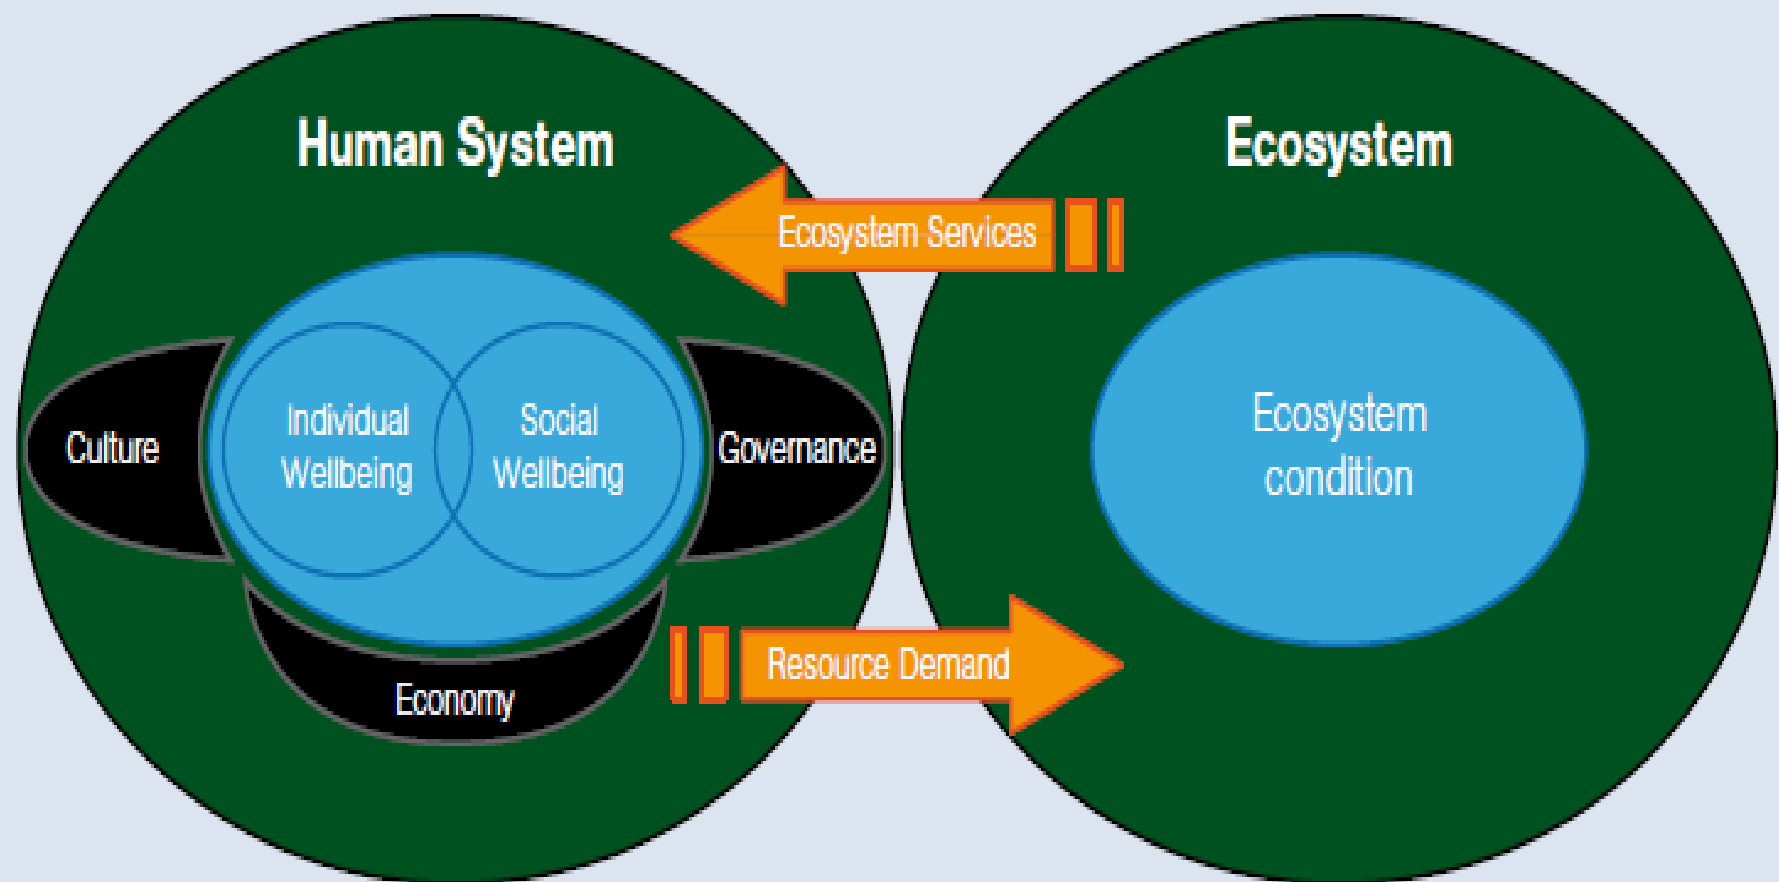 Human System
Ecosystem
Ecosystem Services
Culture
Individual
Wellbeing
Social
Wellbeing
Governance
Ecosystem
condition
Resource Demand
Economy